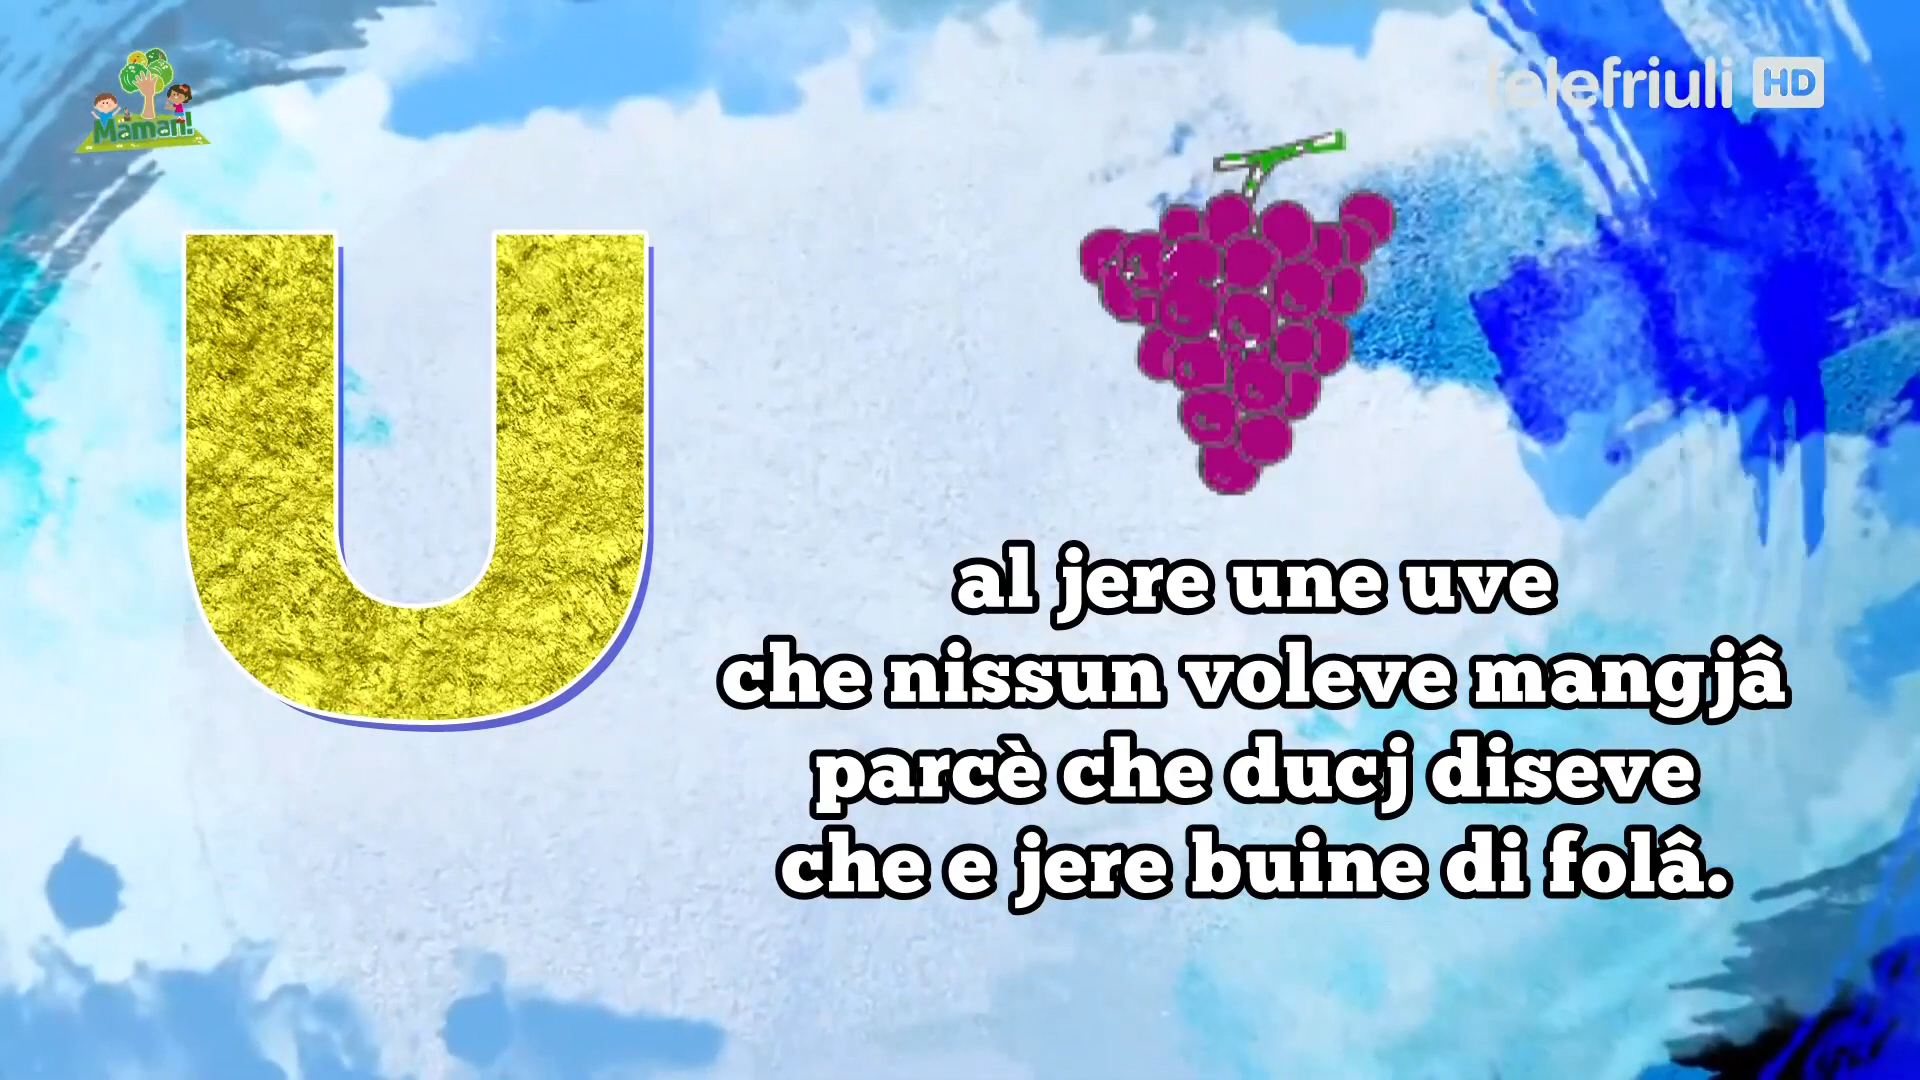 Maman!
telefriuli HD
U
al jere une uve
che nissun voleve mangjâ
parcè che ducj diseve
che e jere buine di folâ.